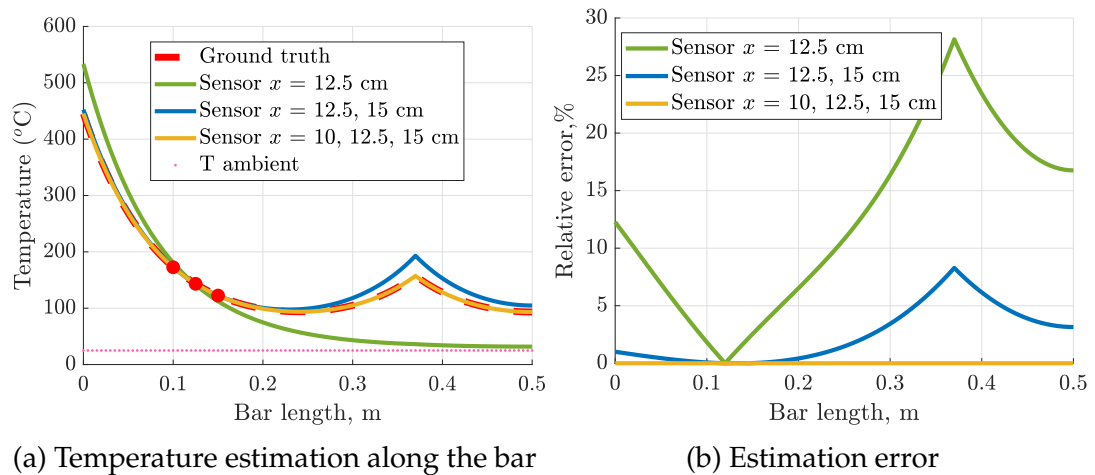 600
500
400
300
200
100
0
Temperature (°C)
Ground truth
Sensor x = 12.5 cm
Sensor x = 12.5, 15 cm
Sensor x = 10, 12.5, 15 cm
T ambient
0 0.1 0.2 0.3 0.4 0.5
Bar length, m
(a) Temperature estimation along the bar
30
25
20
15
10
5
0
Relative error,%
Sensor x = 12.5 cm
Sensor x = 12.5, 15 cm
Sensor x = 10, 12.5, 15 cm
0 0.1 0.2 0.3 0.4 0.5
Bar length, m
(b) Estimation error